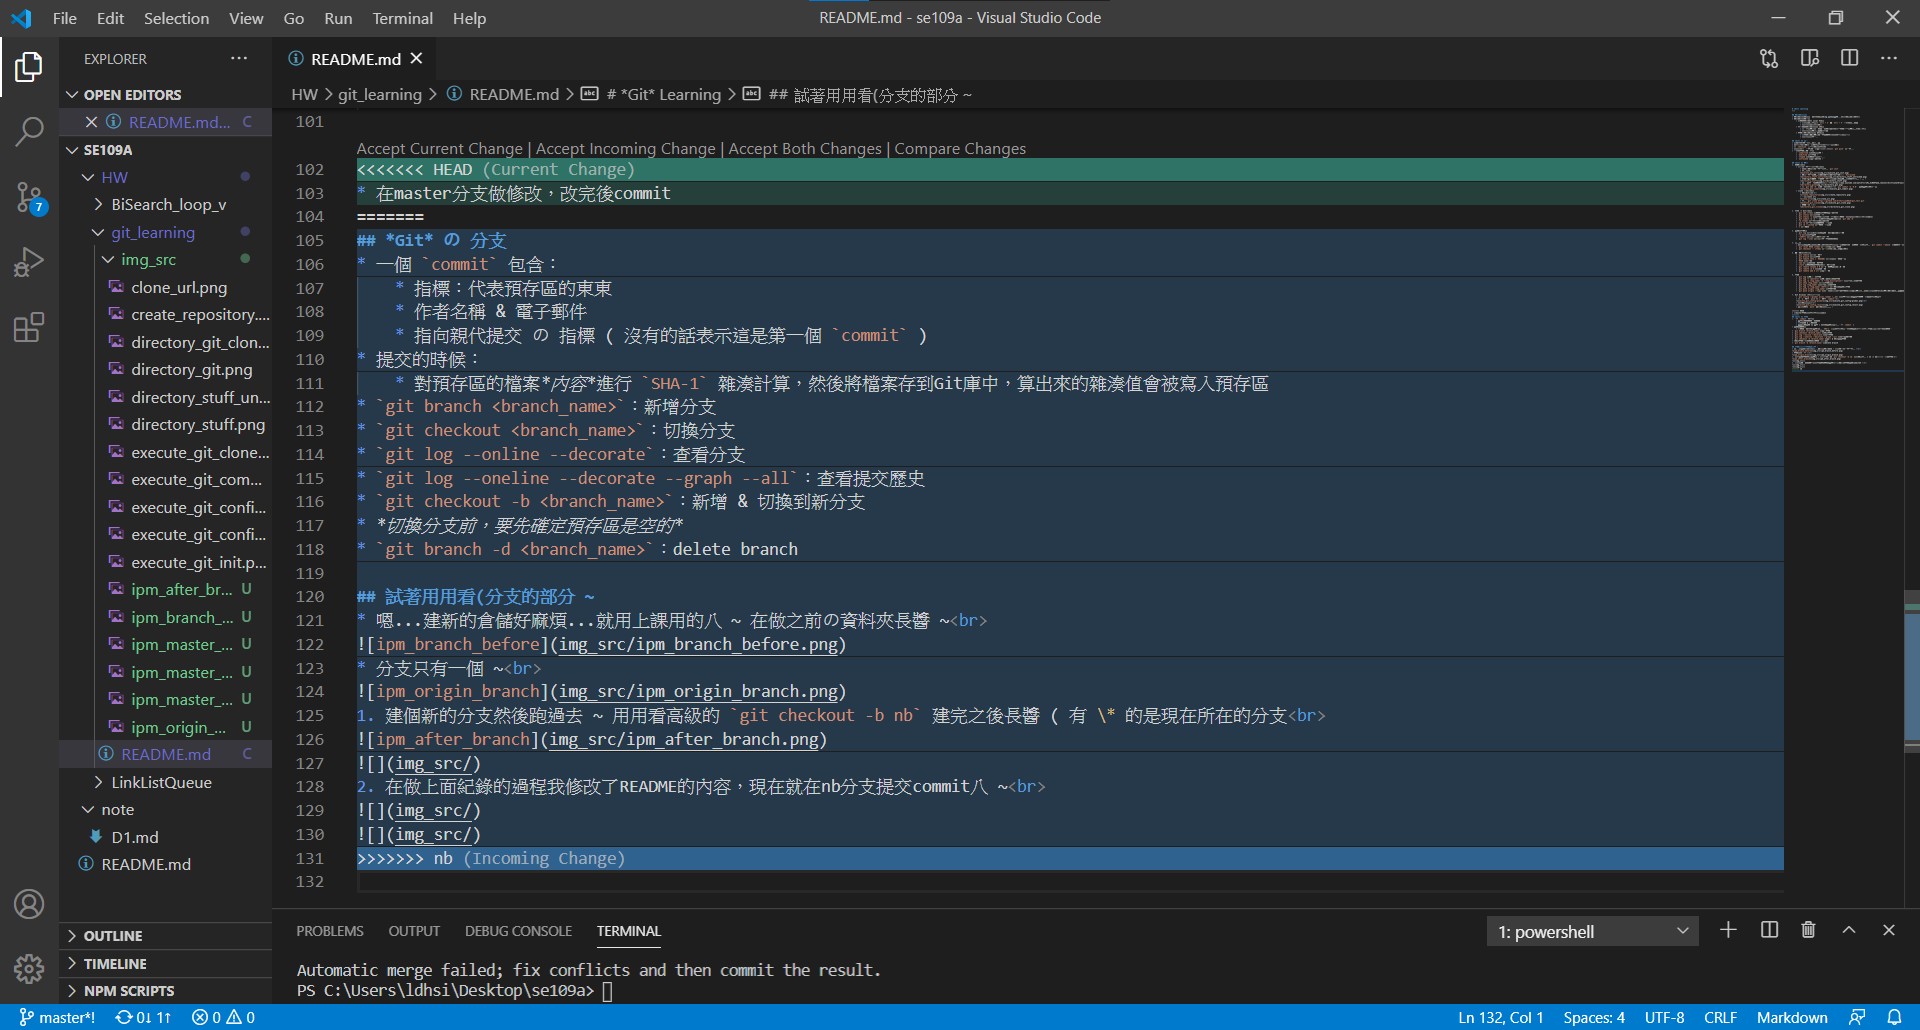 File Edit Selection View Go Run Terminal Help
README.md - se109a - Visual Studio Code
EXPLORER
OPEN EDITORS
README.md... C
SE109A
HW
BiSearch_loop_v
git_learning
img_src
clone_url.png
create_repository....
directory_git_clon...
directory_git.png
directory_stuff_un...
directory_stuff.png
execute_git_clone...
execute_git_com...
execute_git_confi...
execute_git_confi...
execute_git_init.p...
ipm_after_br... U
ipm_branch_... U
ipm_master_... U
ipm_master_... U
ipm_master_... U
ipm_origin_... U
README.md C
LinkListQueue
note
D1.md
README.md
OUTLINE
TIMELINE
NPM SCRIPTS
7
README.md
HW > git_learning > README.md > # *Git* Learning > ## 試著用用看(分支的部分 ~
101
Accept Current Change | Accept Incoming Change | Accept Both Changes | Compare Changes
102 <<<<<<< HEAD (Current Change)
103 * 在master分支做修改，改完後commit
104 =======
105 ## *Git* の 分支
106 * 一個 `commit` 包含：
107 * 指標：代表預存區的東東
108 * 作者名稱 & 電子郵件
109 * 指向親代提交 の 指標 ( 沒有的話表示這是第一個 `commit` )
110 * 提交的時候：
111 * 對預存區的檔案*內容*進行 `SHA-1` 雜湊計算，然後將檔案存到Git庫中，算出來的雜湊值會被寫入預存區
112 * `git branch <branch_name>`：新增分支
113 * `git checkout <branch_name>`：切換分支
114 * `git log --online --decorate`：查看分支
115 * `git log --oneline --decorate --graph --all`：查看提交歷史
116 * `git checkout -b <branch_name>`：新增 & 切換到新分支
117 * *切換分支前，要先確定預存區是空的*
118 * `git branch -d <branch_name>`：delete branch
119
120 ## 試著用用看(分支的部分 ~
121 * 嗯...建新的倉儲好麻煩...就用上課用的八 ~ 在做之前の資料夾長醬 ~<br>
122 ![ipm_branch_before](img_src/ipm_branch_before.png)
123 * 分支只有一個 ~<br>
124 ![ipm_origin_branch](img_src/ipm_origin_branch.png)
125 1. 建個新的分支然後跑過去 ~ 用用看高級的 `git checkout -b nb` 建完之後長醬 ( 有 \* 的是現在所在的分支<br>
126 ![ipm_after_branch](img_src/ipm_after_branch.png)
127 ![](img_src/)
128 2. 在做上面紀錄的過程我修改了README的內容，現在就在nb分支提交commit八 ~<br>
129 ![](img_src/)
130 ![](img_src/)
131 >>>>>>> nb (Incoming Change)
132
PROBLEMS OUTPUT DEBUG CONSOLE TERMINAL
1: powershell
Automatic merge failed; fix conflicts and then commit the result.
PS C:\Users\ldhsi\Desktop\se109a>
master*! 0↓ 1↑ 0 0
Ln 132, Col 1 Spaces: 4 UTF-8 CRLF Markdown